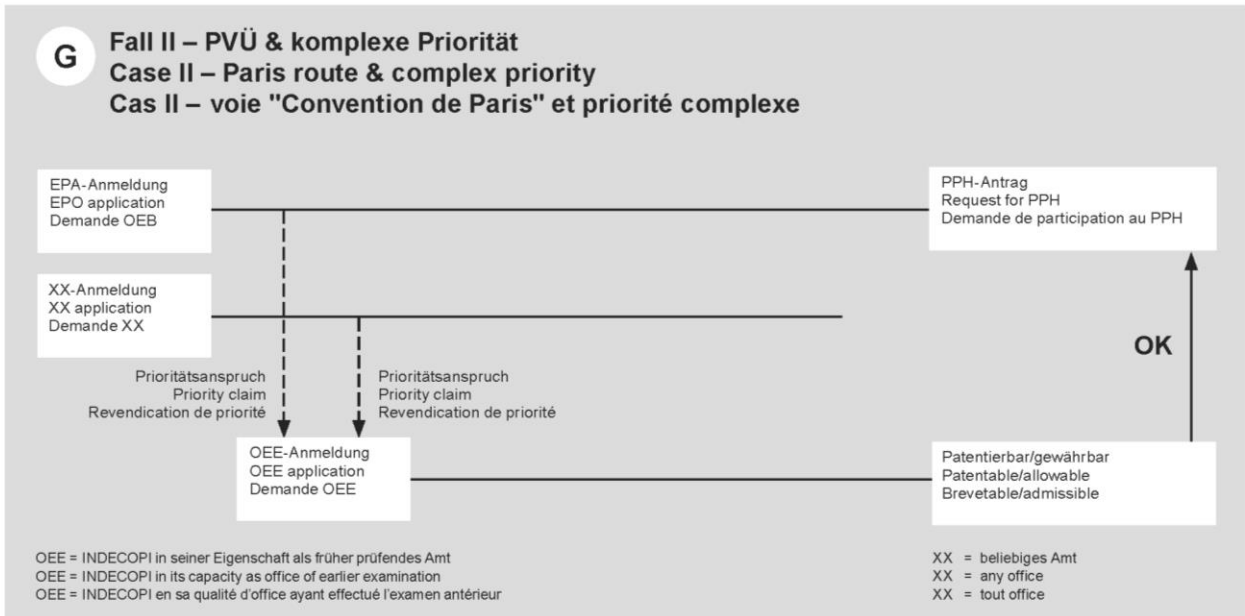 G
Fall II – PVÜ & komplexe Priorität
Case II – Paris route & complex priority
Cas II – voie "Convention de Paris" et priorité complexe
EPA-Anmeldung
EPO application
Demande OEB
PPH-Antrag
Request for PPH
Demande de participation au PPH
XX-Anmeldung
XX application
Demande XX
OK
Prioritätsanspruch
Priority claim
Revendication de priorité
Prioritätsanspruch
Priority claim
Revendication de priorité
OEE-Anmeldung
OEE application
Demande OEE
Patentierbar/gewährbar
Patentable/allowable
Brevetable/admissible
OEE = INDECOPI in seiner Eigenschaft als früher prüfendes Amt
OEE = INDECOPI in its capacity as office of earlier examination
OEE = INDECOPI en sa qualité d'office ayant effectué l'examen antérieur
XX = beliebiges Amt
XX = any office
XX = tout office